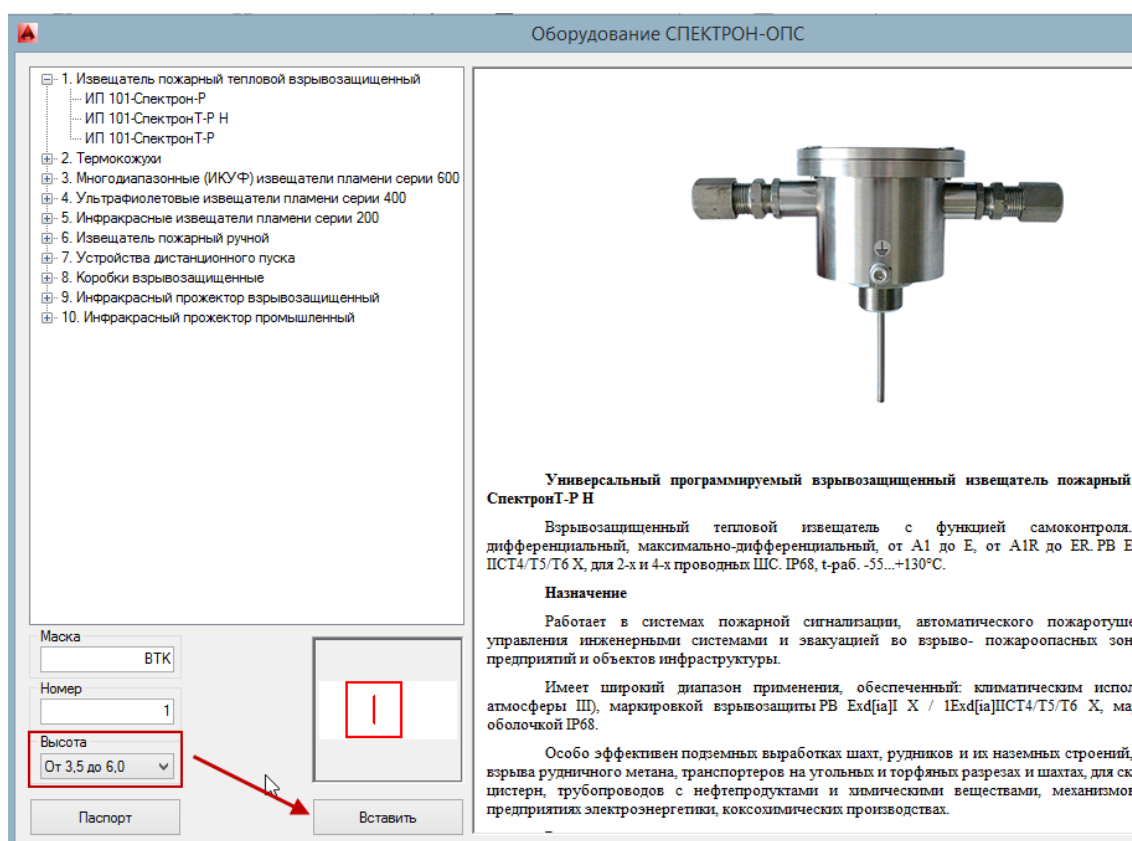 Оборудование СПЕКТРОН-ОПС
1. Извещатель пожарный тепловой взрывозащищенный
ИП 101-Спектрон-Р
ИП 101-СпектронТ-Р Н
ИП 101-СпектронТ-Р
2. Термокожухи
3. Многодиапазонные (ИКУФ) извещатели пламени серии 600
4. Ультрафиолетовые извещатели пламени серии 400
5. Инфракрасные извещатели пламени серии 200
6. Извещатель пожарный ручной
7. Устройства дистанционного пуска
8. Коробки взрывозащищенные
9. Инфракрасный прожектор взрывозащищенный
10. Инфракрасный прожектор промышленный
Маска
ВТК
Номер
1
Высота
От 3,5 до 6,0
Паспорт
Вставить
Универсальный программируемый взрывозащищенный извещатель пожарный
СпектронТ-Р Н
Взрывозащищенный тепловой извещатель с функцией самоконтроля.
дифференциальный, максимально-дифференциальный, от A1 до E, от A1R до ER. РВ E
IICT4/T5/T6 X, для 2-х и 4-х проводных ШС. IP68, t-раб. -55...+130°C.
Назначение
Работает в системах пожарной сигнализации, автоматического пожаротуше
управления инженерными системами и эвакуацией во взрыво- пожароопасных зон
предприятий и объектов инфраструктуры.
Имеет широкий диапазон применения, обеспеченный: климатическим испол
атмосферы III), маркировкой взрывозащиты РВ Exd[ia]I X / 1Exd[ia]IICT4/T5/T6 X, ма
оболочкой IP68.
Особо эффективен подземных выработках шахт, рудников и их наземных строений,
взрыва рудничного метана, транспортеров на угольных и торфяных разрезах и шахтах, для ск
цистерн, трубопроводов с нефтепродуктами и химическими веществами, механизмов
предприятиях электроэнергетики, коксохимических производствах.